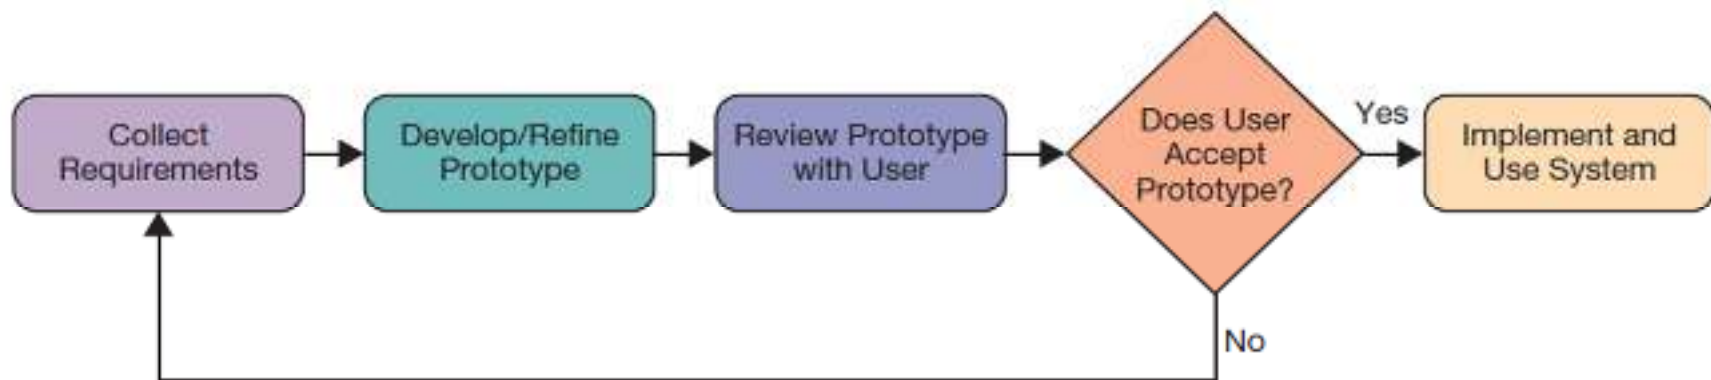 Collect
Requirements
Develop/Refine
Prototype
Review Prototype
with User
Does User
Accept
Prototype?
Yes
Implement and
Use System
No